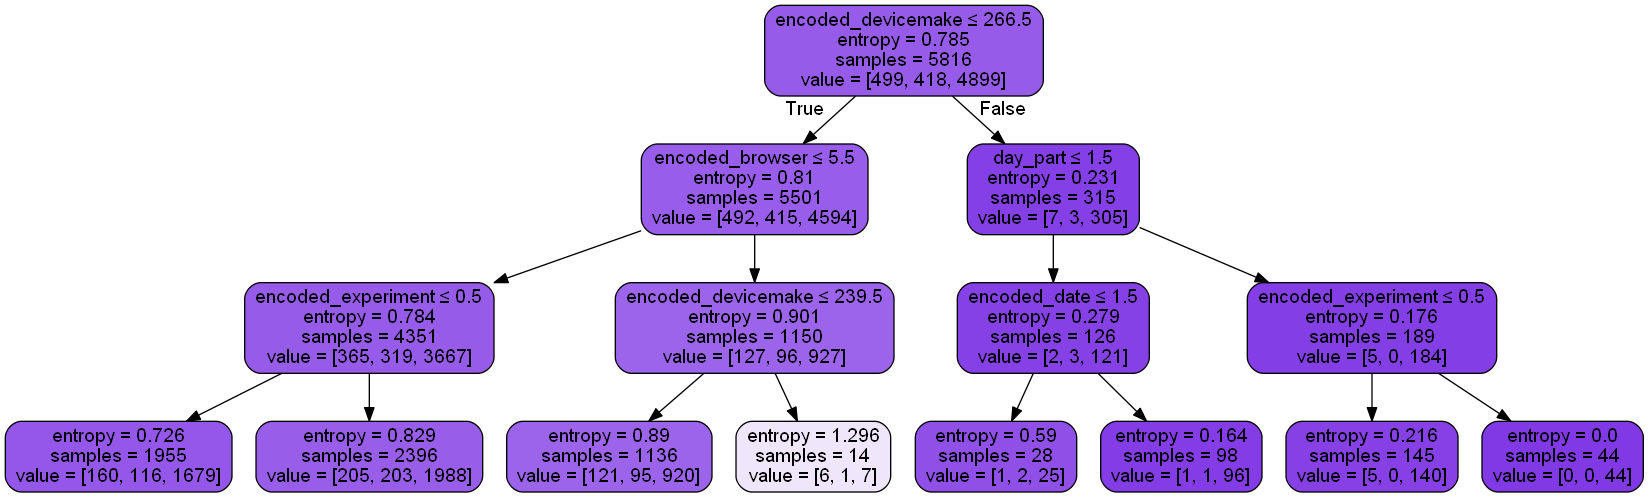 encoded_devicemake ≤ 266.5
entropy = 0.785
samples = 5816
value = [499, 418, 4899]
True
False
encoded_browser ≤ 5.5
entropy = 0.81
samples = 5501
value = [492, 415, 4594]
day_part ≤ 1.5
entropy = 0.231
samples = 315
value = [7, 3, 305]
encoded_experiment ≤ 0.5
entropy = 0.784
samples = 4351
value = [365, 319, 3667]
encoded_devicemake ≤ 239.5
entropy = 0.901
samples = 1150
value = [127, 96, 927]
encoded_date ≤ 1.5
entropy = 0.279
samples = 126
value = [2, 3, 121]
encoded_experiment ≤ 0.5
entropy = 0.176
samples = 189
value = [5, 0, 184]
entropy = 0.726
samples = 1955
value = [160, 116, 1679]
entropy = 0.829
samples = 2396
value = [205, 203, 1988]
entropy = 0.89
samples = 1136
value = [121, 95, 920]
entropy = 1.296
samples = 14
value = [6, 1, 7]
entropy = 0.59
samples = 28
value = [1, 2, 25]
entropy = 0.164
samples = 98
value = [1, 1, 96]
entropy = 0.216
samples = 145
value = [5, 0, 140]
entropy = 0.0
samples = 44
value = [0, 0, 44]